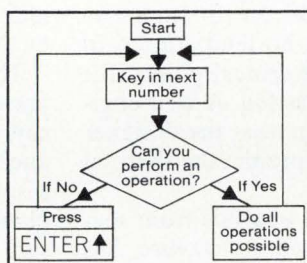 Start
Key in next
number
Can you
perform an
operation?
If No
If Yes
Press
ENTER↑
Do all
operations
possible